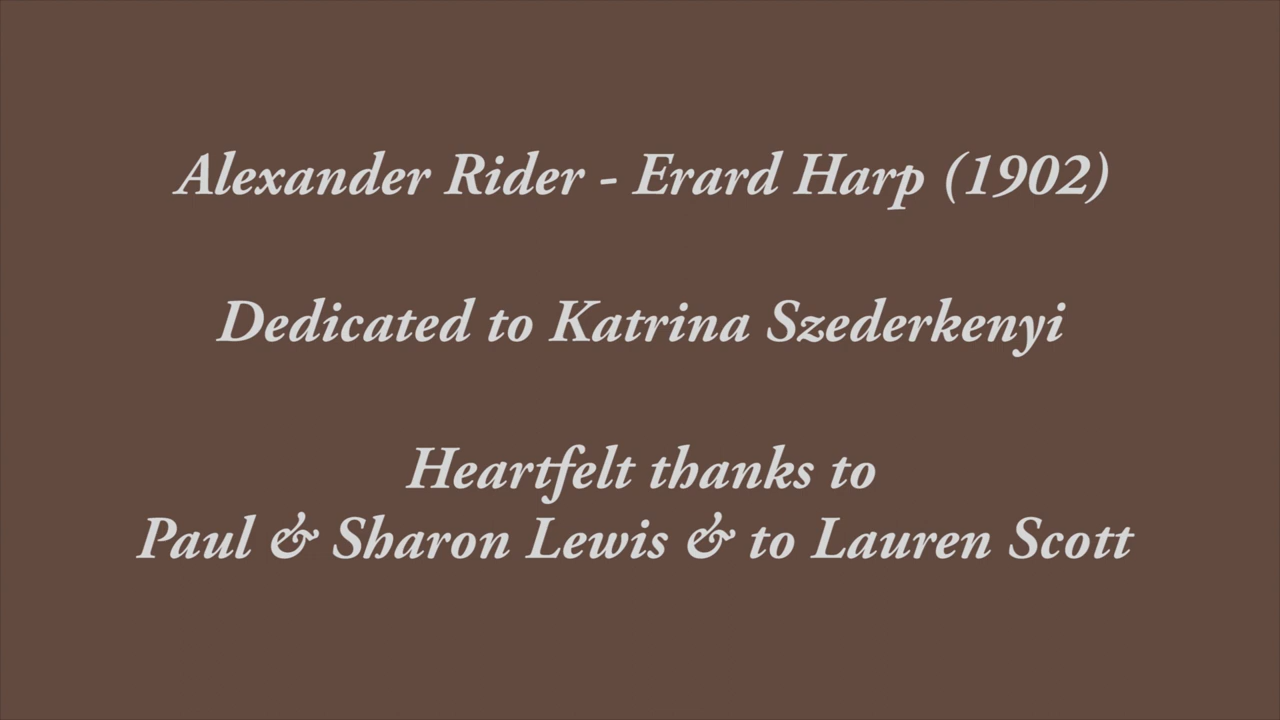 Alexander Rider - Erard Harp (1902)
Dedicated to Katrina Szederkenyi
Heartfelt thanks to
Paul & Sharon Lewis & to Lauren Scott